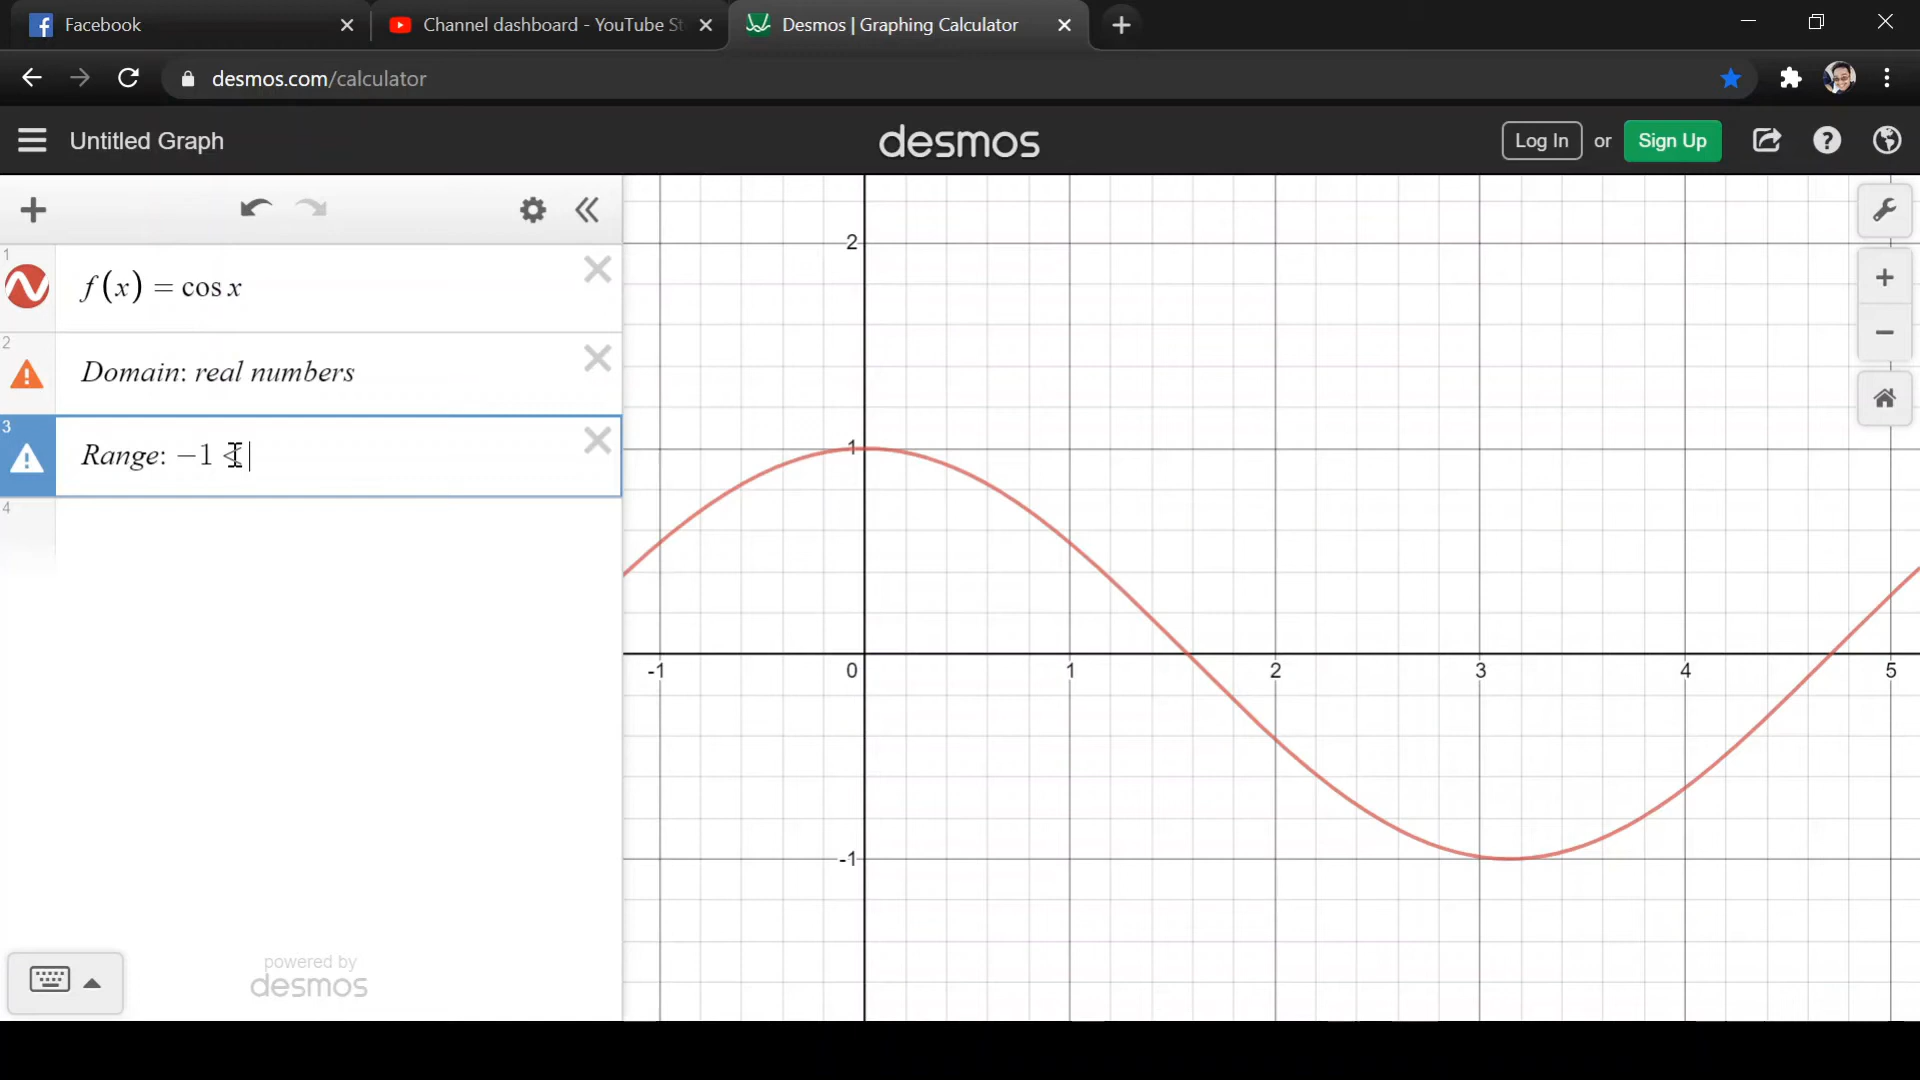 Facebook
Channel dashboard - YouTube St
Desmos | Graphing Calculator
desmos.com/calculator
Untitled Graph
desmos
Log In or Sign Up
1
f(x) = cos x
2
Domain: real numbers
3
Range: −1 <
4
powered by
desmos
2
1
-1 0 1 2 3 4 5
-1